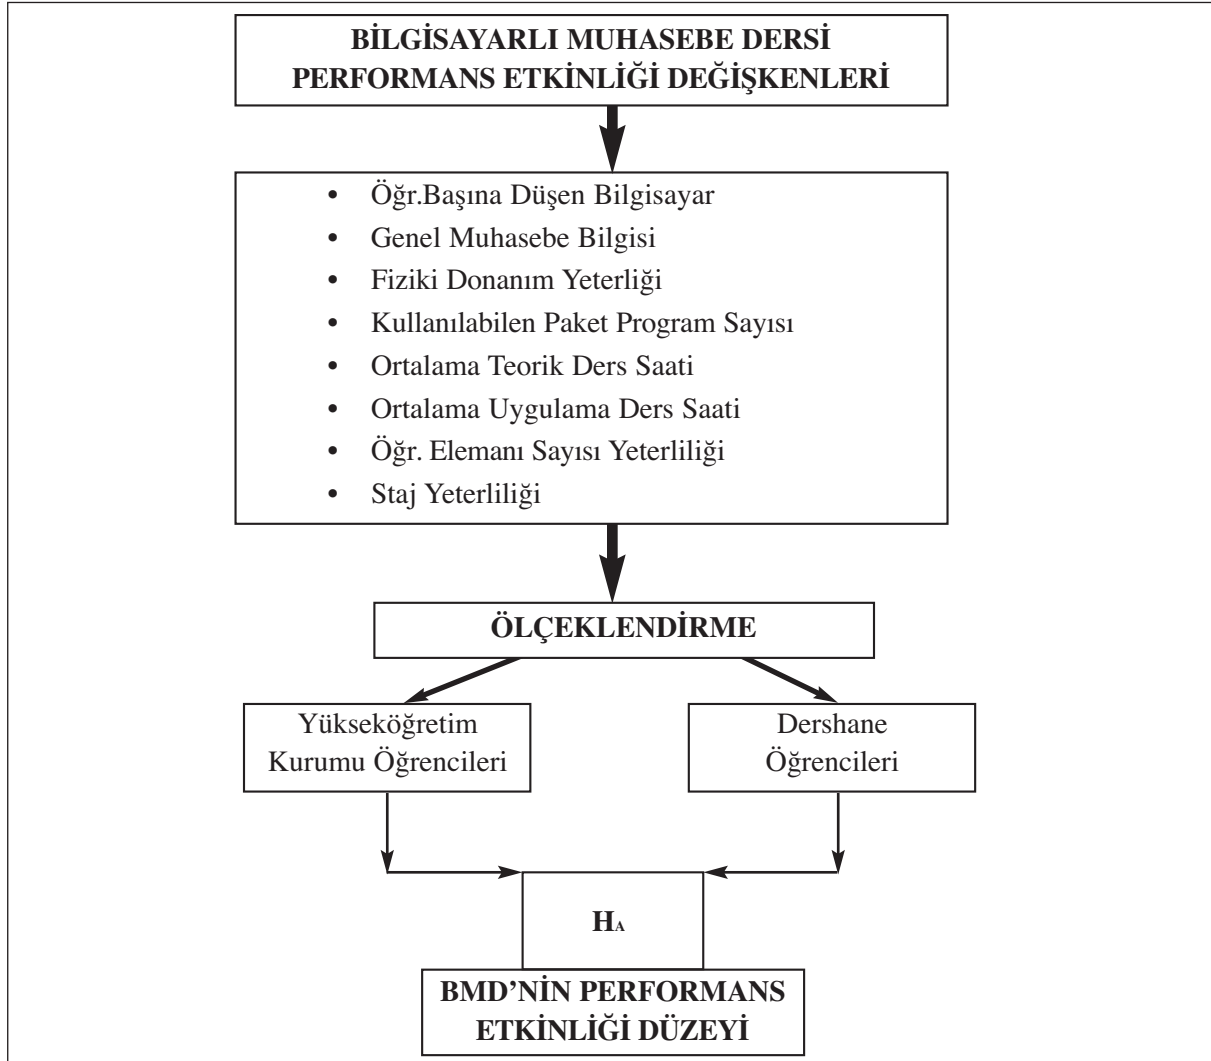 BİLGİSAYARLI MUHASEBE DERSİ
PERFORMANS ETKİNLİĞİ DEĞİŞKENLERİ
• Öğr.Başına Düşen Bilgisayar
• Genel Muhasebe Bilgisi
• Fiziki Donanım Yeterliği
• Kullanılabilen Paket Program Sayısı
• Ortalama Teorik Ders Saati
• Ortalama Uygulama Ders Saati
• Öğr. Elemanı Sayısı Yeterliliği
• Staj Yeterliliği
ÖLÇEKLENDİRME
Yükseköğretim
Kurumu Öğrencileri
Dershane
Öğrencileri
HA
BMD’NİN PERFORMANS
ETKİNLİĞİ DÜZEYİ